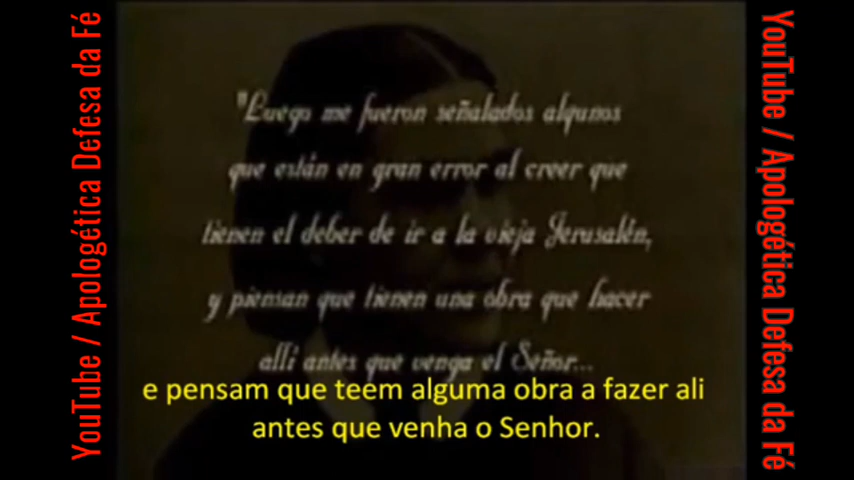 YouTube / Apologética Defesa da Fé
"Luego me fueron señalados algunos
que están en gran error al creer que
tienen el deber de ir a la vieja Jerusalén,
y piensan que tienen una obra que hacer
alli antes que venga el Señor...
e pensam que teem alguma obra a fazer ali
antes que venha o Senhor.
YouTube / Apologética Defesa da Fé